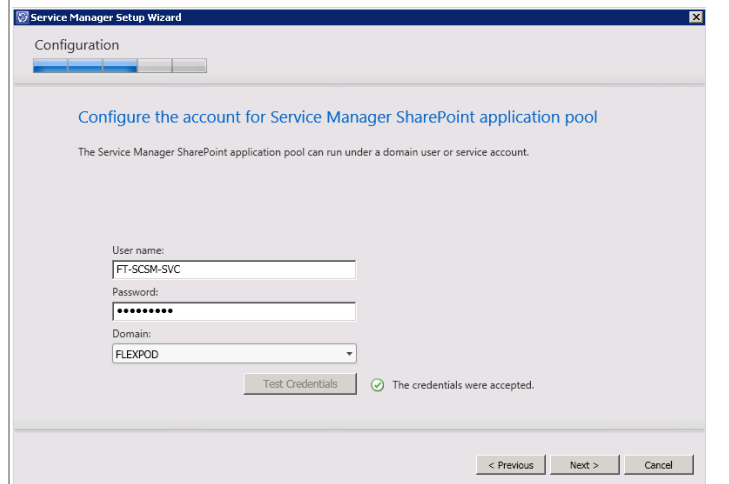 Service Manager Setup Wizard
Configuration
Configure the account for Service Manager SharePoint application pool
The Service Manager SharePoint application pool can run under a domain user or service account.
User name:
FT-SCSM-SVC
Password:
•••••••••
Domain:
FLEXPOD
Test Credentials
The credentials were accepted.
< Previous
Next >
Cancel